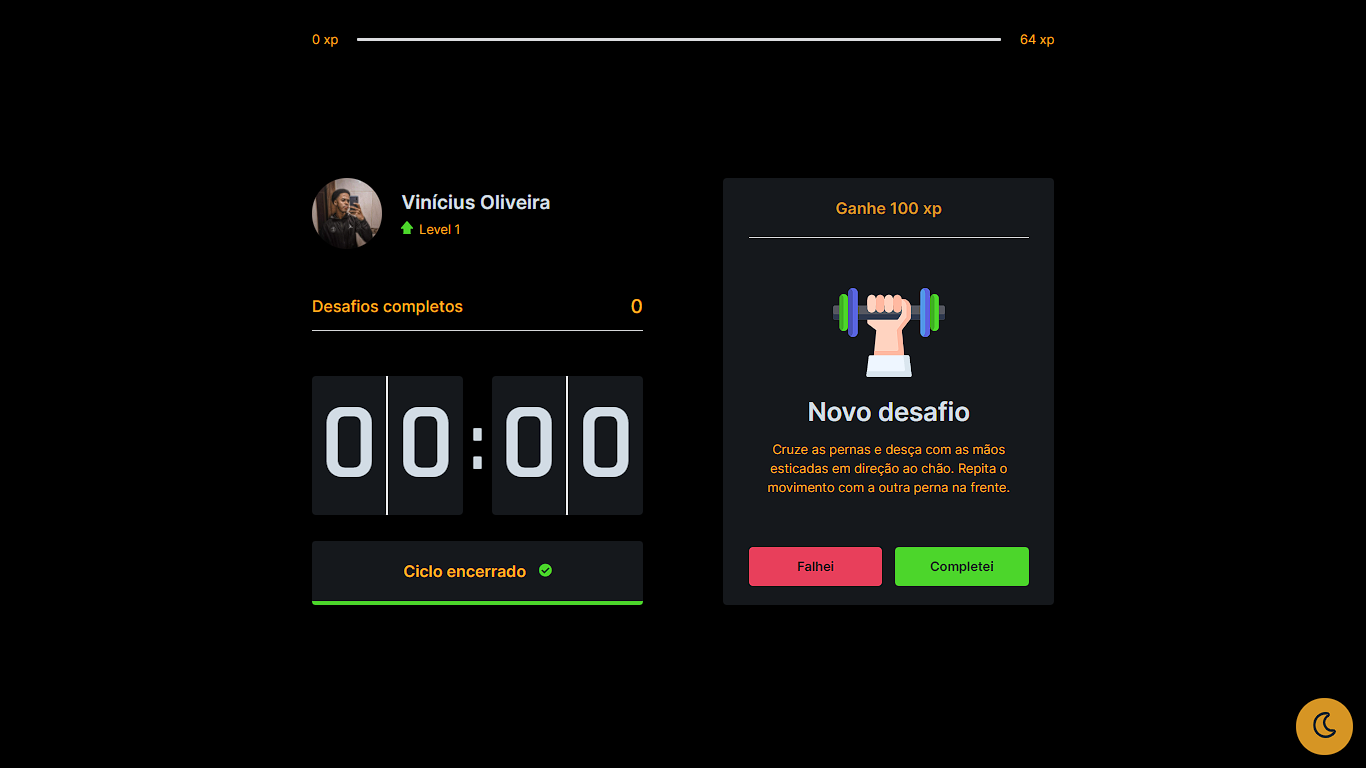 0 xp
64 xp
Vinícius Oliveira
Level 1
Desafios completos 0
00:00
Ciclo encerrado
Ganhe 100 xp
Novo desafio
Cruze as pernas e desça com as mãos
esticadas em direção ao chão. Repita o
movimento com a outra perna na frente.
Falhei
Completei